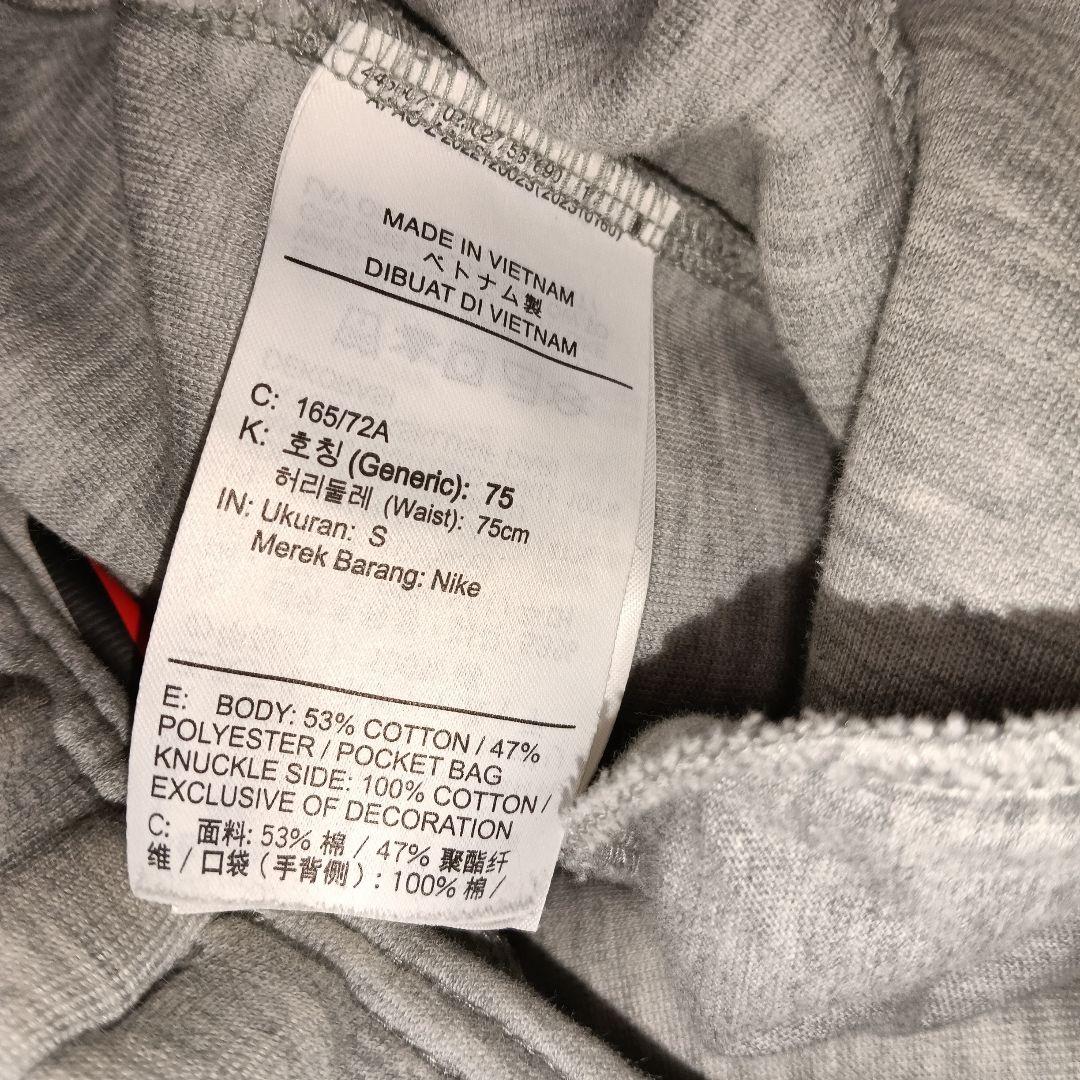 MADE IN VIETNAM
ベトナム製
DIBUAT DI VIETNAM
C: 165/72A
K: 호칭 (Generic): 75
허리둘레 (Waist): 75cm
IN: Ukuran: S
Merek Barang: Nike
E: BODY: 53% COTTON / 47%
POLYESTER / POCKET BAG
KNUCKLE SIDE: 100% COTTON /
EXCLUSIVE OF DECORATION
C: 面料: 53% 棉 / 47% 聚酯纤
维 / 口袋 (手背侧) : 100% 棉 /